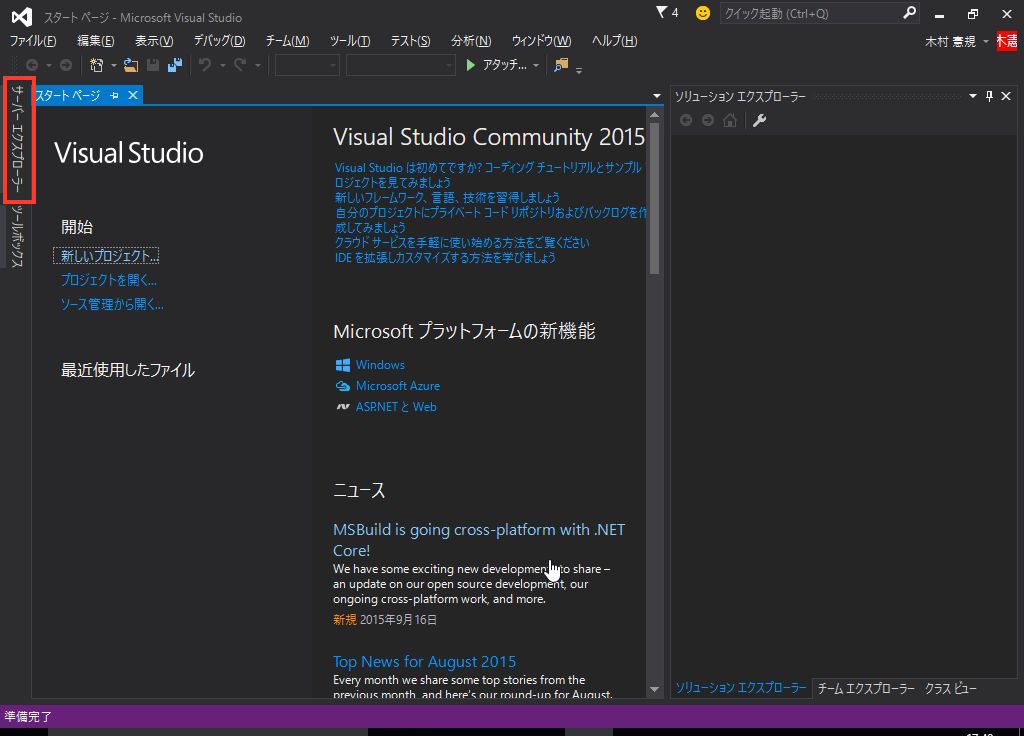 スタート ページ - Microsoft Visual Studio
4
クイック起動 (Ctrl+Q)
ファイル(F) 編集(E) 表示(V) デバッグ(D) チーム(M) ツール(T) テスト(S) 分析(N) ウィンドウ(W) ヘルプ(H)
木村 憲規
木憲
アタッチ...
サーバー エクスプローラー
ツールボックス
スタート ページ
Visual Studio
開始
新しいプロジェクト...
プロジェクトを開く...
ソース管理から開く...
最近使用したファイル
Visual Studio Community 2015
Visual Studio は初めてですか? コーディング チュートリアルとサンプル
ロジェクトを見てみましょう
新しいフレームワーク、言語、技術を習得しましょう
自分のプロジェクトにプライベート コード リポジトリおよびバックログを作
成してみましょう
クラウド サービスを手軽に使い始める方法をご覧ください
IDE を拡張しカスタマイズする方法を学びましょう
Microsoft プラットフォームの新機能
Windows
Microsoft Azure
ASP.NET と Web
ニュース
MSBuild is going cross-platform with .NET
Core!
We have some exciting new development to share –
an update on our open source development, our
ongoing cross-platform work, and more.
新規 2015年9月16日
Top News for August 2015
Every month we share some top stories from the
previous month, and here's our round-up for August.
ソリューション エクスプローラー
ソリューション エクスプローラー チーム エクスプローラー クラス ビュー
準備完了